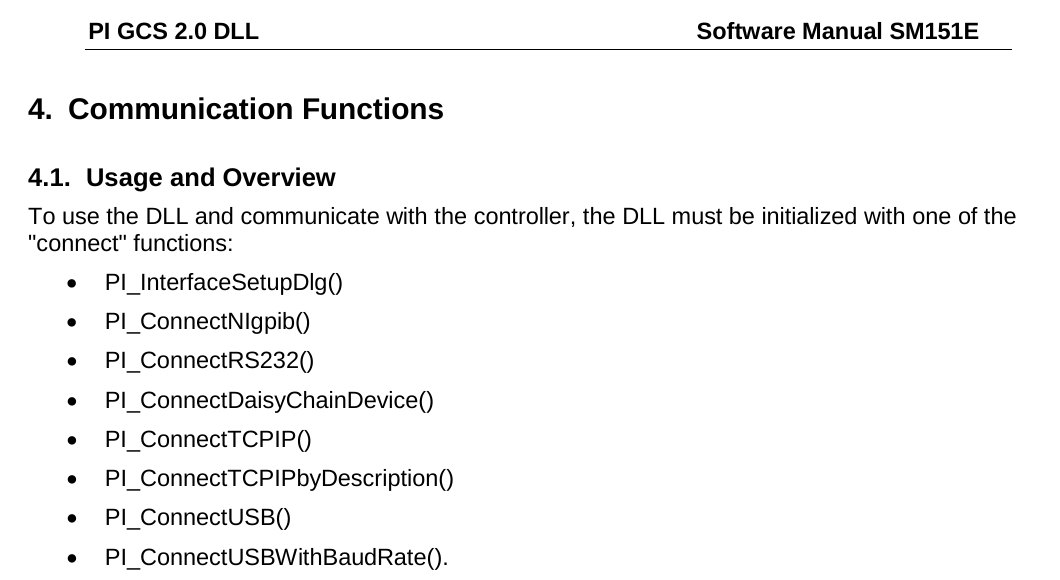 PI GCS 2.0 DLL Software Manual SM151E
4. Communication Functions
4.1. Usage and Overview
To use the DLL and communicate with the controller, the DLL must be initialized with one of the
"connect" functions:
• PI_InterfaceSetupDlg()
• PI_ConnectNIgpib()
• PI_ConnectRS232()
• PI_ConnectDaisyChainDevice()
• PI_ConnectTCPIP()
• PI_ConnectTCPIPbyDescription()
• PI_ConnectUSB()
• PI_ConnectUSBWithBaudRate().